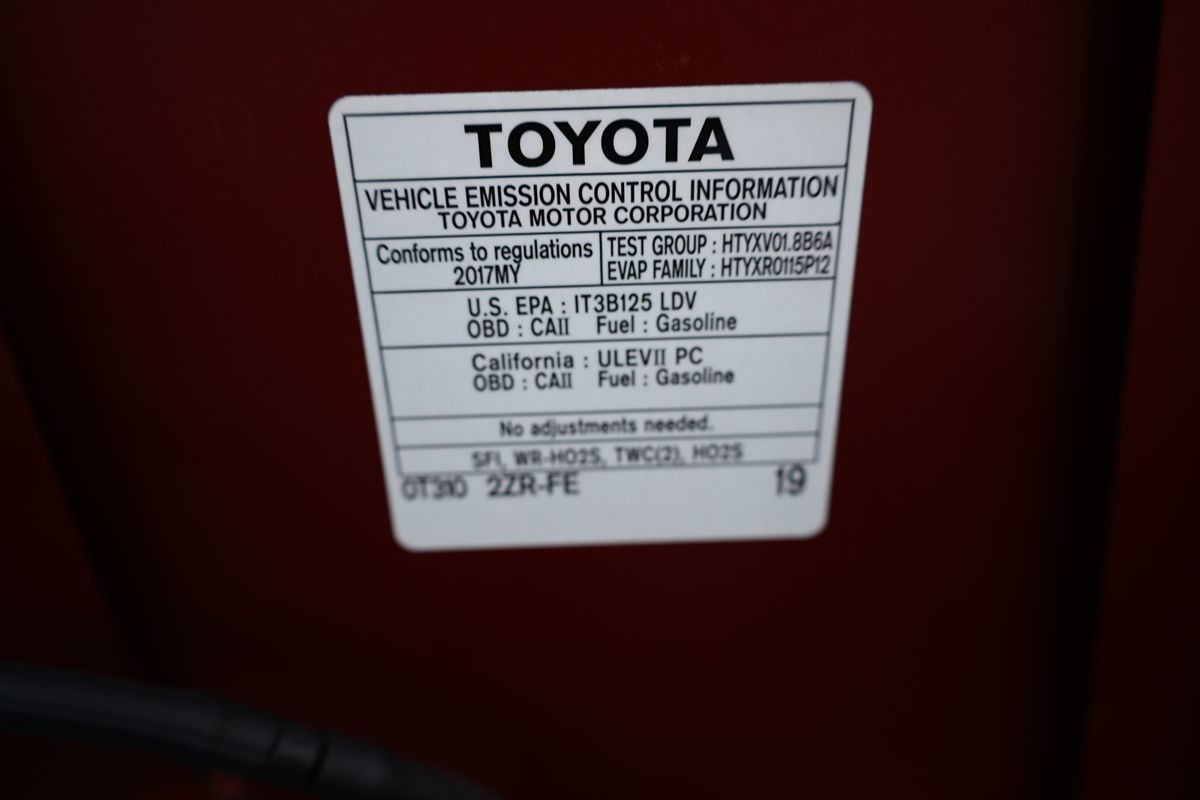 TOYOTA
VEHICLE EMISSION CONTROL INFORMATION
TOYOTA MOTOR CORPORATION
Conforms to regulations
2017MY
TEST GROUP : HTYXV01.8B6A
EVAP FAMILY : HTYXR0115P12
U.S. EPA : IT3B125 LDV
OBD : CAII Fuel : Gasoline
California : ULEVII PC
OBD : CAII Fuel : Gasoline
No adjustments needed.
SFI, WR-HO2S, TWC(2), HO2S
2ZR-FE 19